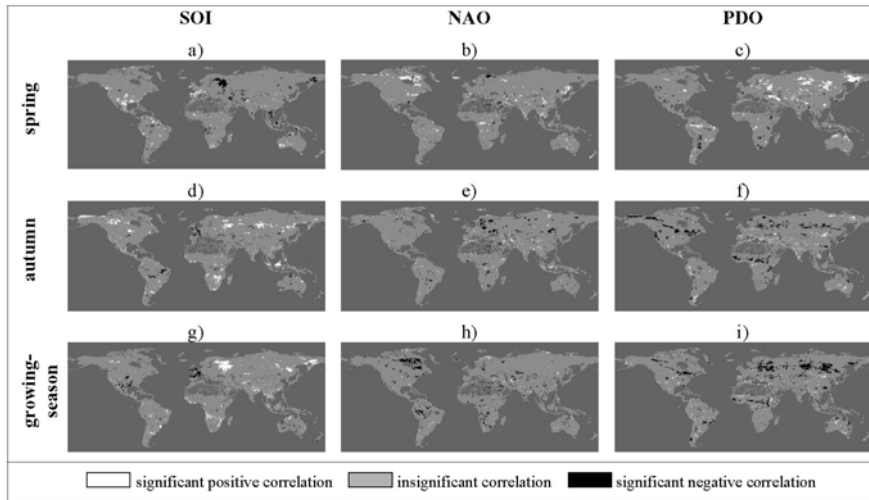 SOI NAO PDO
a) b) c)
spring
d) e) f)
autumn
g) h) i)
growing-
season
significant positive correlation insignificant correlation significant negative correlation